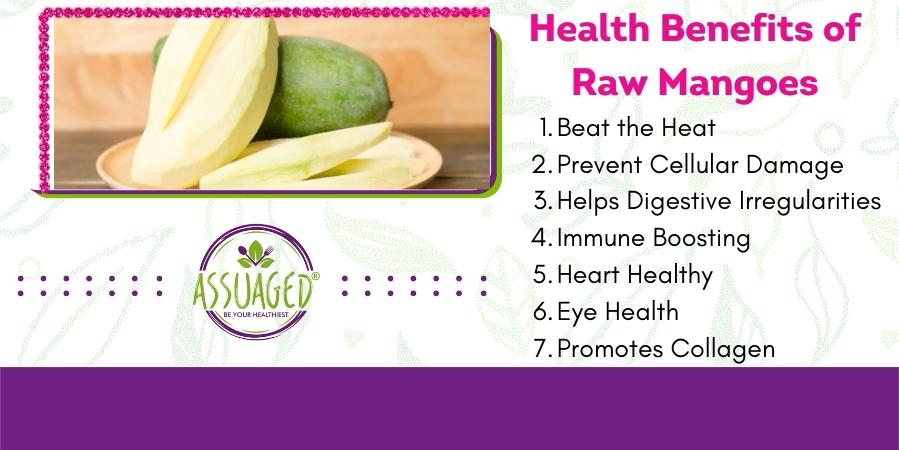 Health Benefits of
Raw Mangoes
1. Beat the Heat
2. Prevent Cellular Damage
3. Helps Digestive Irregularities
4. Immune Boosting
5. Heart Healthy
6. Eye Health
7. Promotes Collagen
ASSUAGED®
BE YOUR HEALTHIEST